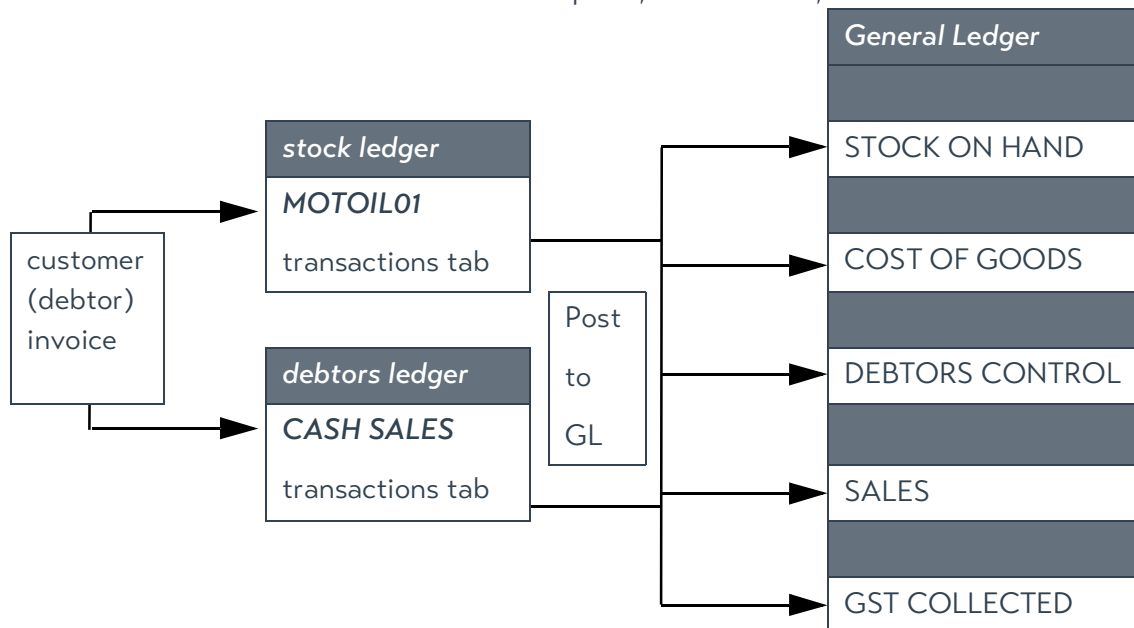 customer
(debtor)
invoice
stock ledger
MOTOIL01
transactions tab
debtors ledger
CASH SALES
transactions tab
Post
to
GL
General Ledger
STOCK ON HAND
COST OF GOODS
DEBTORS CONTROL
SALES
GST COLLECTED